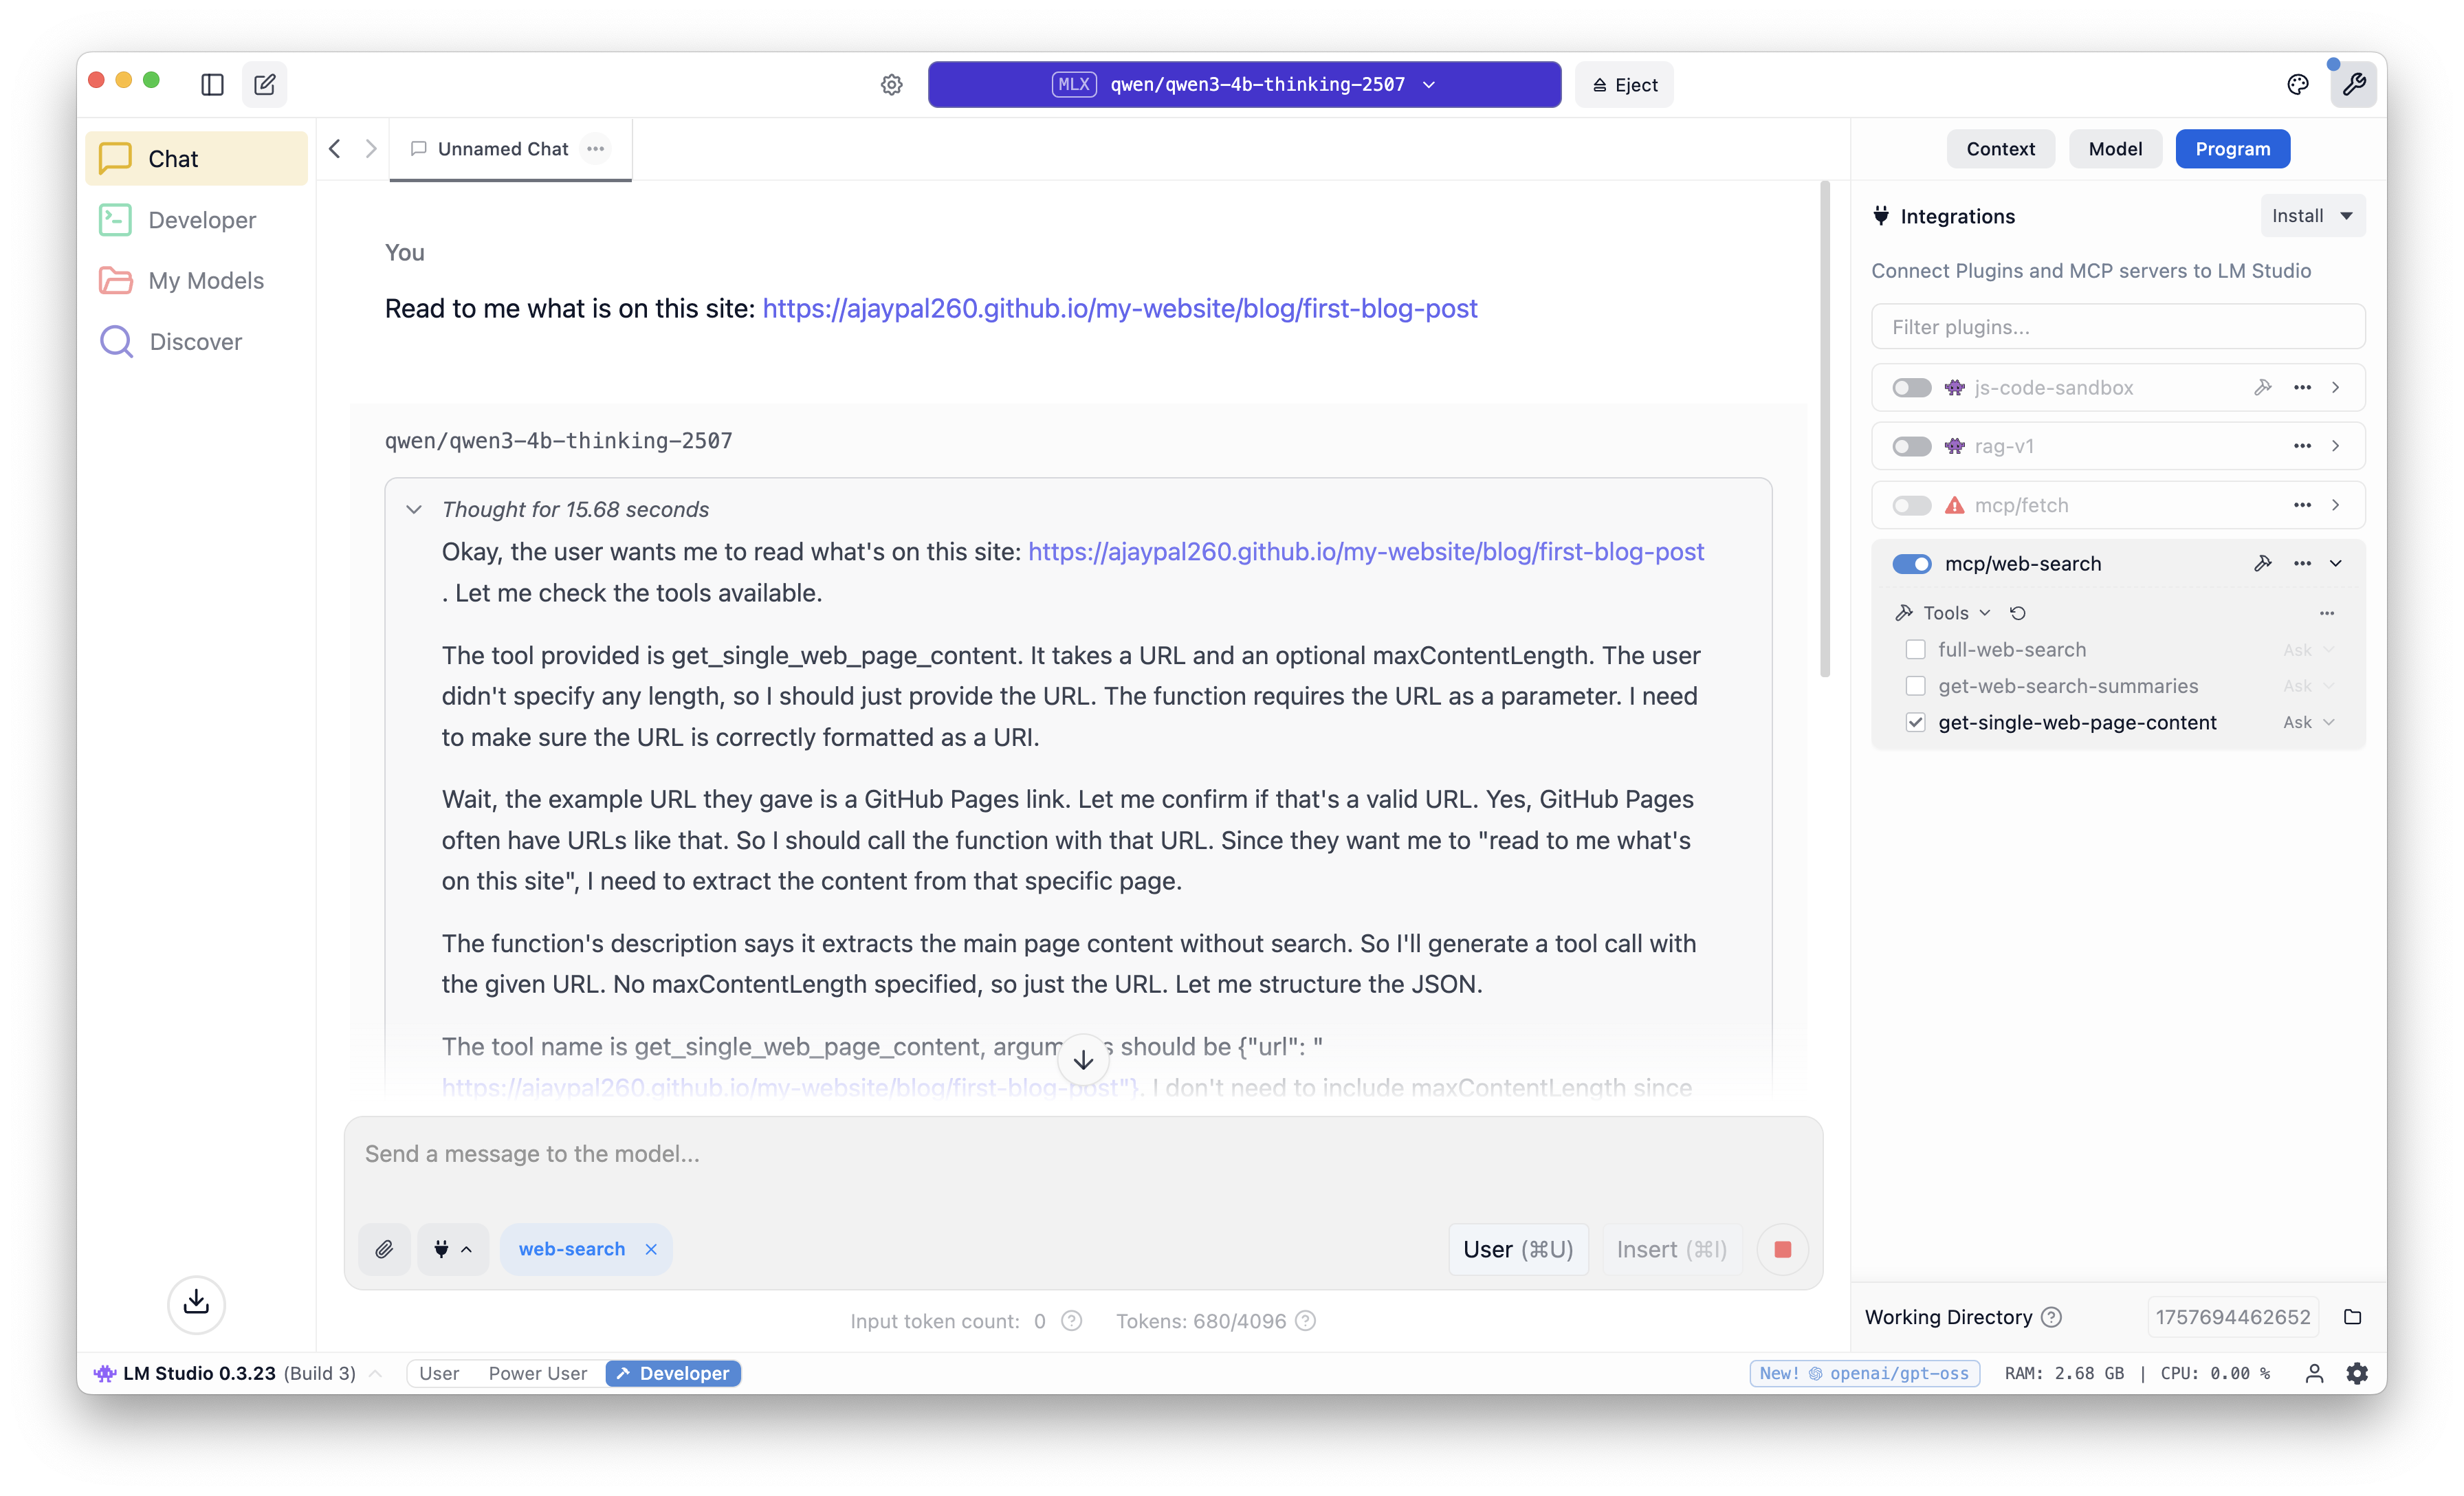 MLX qwen/qwen3-4b-thinking-2507
Eject
Chat
Developer
My Models
Discover
Unnamed Chat
You
Read to me what is on this site: https://ajaypal260.github.io/my-website/blog/first-blog-post
qwen/qwen3-4b-thinking-2507
Thought for 15.68 seconds
Okay, the user wants me to read what's on this site: https://ajaypal260.github.io/my-website/blog/first-blog-post
. Let me check the tools available.
The tool provided is get_single_web_page_content. It takes a URL and an optional maxContentLength. The user
didn't specify any length, so I should just provide the URL. The function requires the URL as a parameter. I need
to make sure the URL is correctly formatted as a URI.
Wait, the example URL they gave is a GitHub Pages link. Let me confirm if that's a valid URL. Yes, GitHub Pages
often have URLs like that. So I should call the function with that URL. Since they want me to "read to me what's
on this site", I need to extract the content from that specific page.
The function's description says it extracts the main page content without search. So I'll generate a tool call with
the given URL. No maxContentLength specified, so just the URL. Let me structure the JSON.
The tool name is get_single_web_page_content, argum s should be {"url": "
https://ajaypal260.github.io/my-website/blog/first-blog-post"}. I don't need to include maxContentLength since
Send a message to the model...
web-search
User (⌘U)
Insert (⌘I)
Input token count: 0
Tokens: 680/4096
Context
Model
Program
Integrations
Install
Connect Plugins and MCP servers to LM Studio
Filter plugins...
js-code-sandbox
rag-v1
mcp/fetch
mcp/web-search
Tools
full-web-search Ask
get-web-search-summaries Ask
get-single-web-page-content Ask
Working Directory
1757694462652
LM Studio 0.3.23 (Build 3)
User
Power User
Developer
New! openai/gpt-oss
RAM: 2.68 GB | CPU: 0.00 %